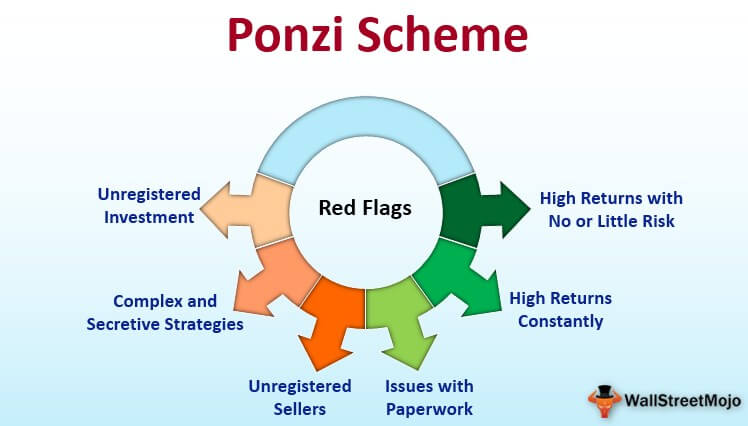 Ponzi Scheme
Red Flags
Unregistered
Investment
Complex and
Secretive Strategies
Unregistered
Sellers
Issues with
Paperwork
High Returns
Constantly
High Returns with
No or Little Risk
WallStreetMojo